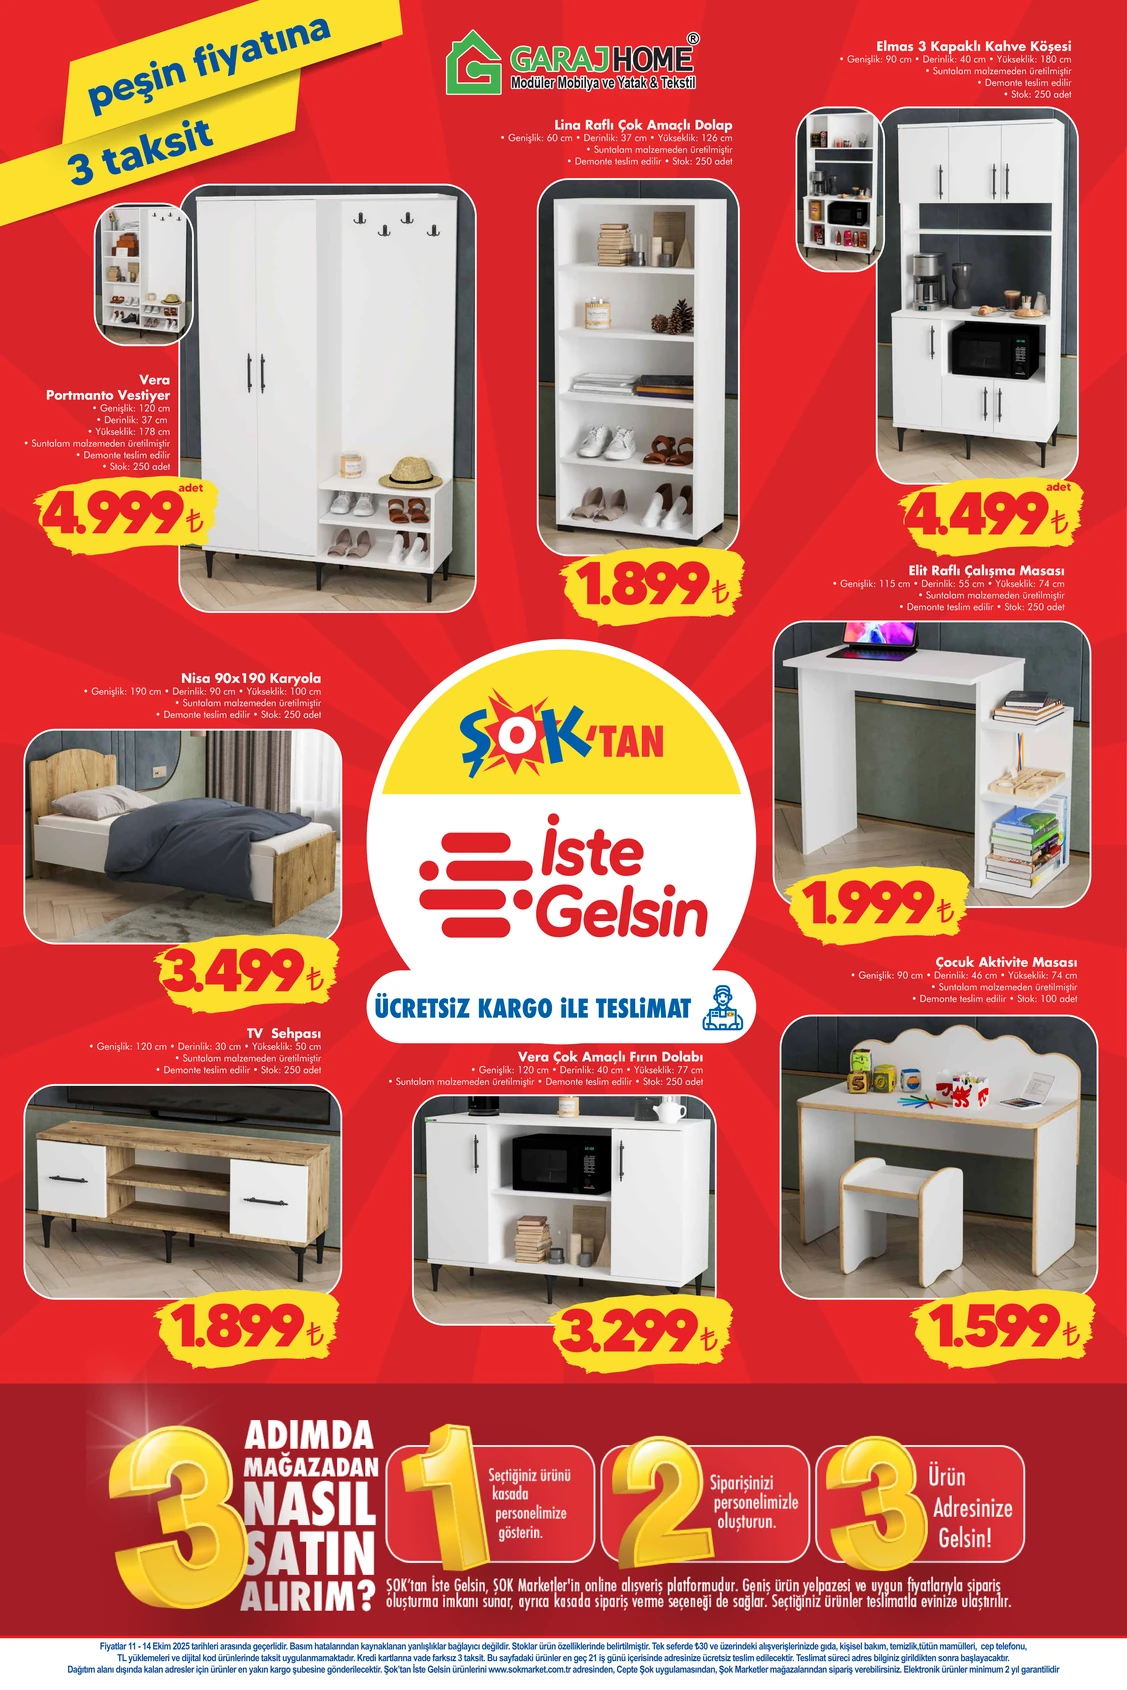 peşin fiyatına
3 taksit
GARAJHOME®
Modüler Mobilya ve Yatak & Tekstil
Vera
Portmanto Vestiyer
• Genişlik: 120 cm
• Derinlik: 37 cm
• Yükseklik: 178 cm
• Suntalam malzemeden üretilmiştir
• Demonte teslim edilir
• Stok: 250 adet
adet
4.999₺
Lina Raflı Çok Amaçlı Dolap
• Genişlik: 60 cm • Derinlik: 37 cm • Yükseklik: 126 cm
• Suntalam malzemeden üretilmiştir
• Demonte teslim edilir • Stok: 250 adet
1.899₺
Elmas 3 Kapaklı Kahve Köşesi
• Genişlik: 90 cm • Derinlik: 40 cm • Yükseklik: 180 cm
• Suntalam malzemeden üretilmiştir
• Demonte teslim edilir
• Stok: 250 adet
adet
4.499₺
Elit Raflı Çalışma Masası
• Genişlik: 115 cm • Derinlik: 55 cm • Yükseklik: 74 cm
• Suntalam malzemeden üretilmiştir
• Demonte teslim edilir • Stok: 250 adet
1.999₺
Nisa 90x190 Karyola
• Genişlik: 190 cm • Derinlik: 90 cm • Yükseklik: 100 cm
• Suntalam malzemeden üretilmiştir
• Demonte teslim edilir • Stok: 250 adet
3.499₺
ŞOK'TAN
İste
Gelsin
ÜCRETSİZ KARGO İLE TESLİMAT
Çocuk Aktivite Masası
• Genişlik: 90 cm • Derinlik: 46 cm • Yükseklik: 74 cm
• Suntalam malzemeden üretilmiştir
• Demonte teslim edilir • Stok: 100 adet
1.599₺
TV Sehpası
• Genişlik: 120 cm • Derinlik: 30 cm • Yükseklik: 50 cm
• Suntalam malzemeden üretilmiştir
• Demonte teslim edilir • Stok: 250 adet
1.899₺
Vera Çok Amaçlı Fırın Dolabı
• Genişlik: 120 cm • Derinlik: 40 cm • Yükseklik: 77 cm
• Suntalam malzemeden üretilmiştir • Demonte teslim edilir • Stok: 250 adet
3.299₺
3
ADIMDA
MAĞAZADAN
NASIL
SATIN
ALIRIM?
1
Seçtiğiniz ürünü
kasada
personelimize
gösterin.
2
Siparişinizi
personelimizle
oluşturun.
3
Ürün
Adresinize
Gelsin!
ŞOK'tan İste Gelsin, ŞOK Marketler'in online alışveriş platformudur. Geniş ürün yelpazesi ve uygun fiyatlarıyla sipariş
oluşturma imkanı sunar, ayrıca kasada sipariş verme seçeneği de sağlar. Seçtiğiniz ürünler teslimatla evinize ulaştırılır.
Fiyatlar 11 - 14 Ekim 2025 tarihleri arasında geçerlidir. Basım hatalarından kaynaklanan yanlışlıklar bağlayıcı değildir. Stoklar ürün özelliklerinde belirtilmiştir. Tek seferde ₺30 ve üzerindeki alışverişlerinizde gıda, kişisel bakım, temizlik,tütün mamülleri, cep telefonu,
TL yüklemeleri ve dijital kod ürünlerinde taksit uygulanmamaktadır. Kredi kartlarına vade farksız 3 taksit. Bu sayfadaki ürünler en geç 21 iş günü içerisinde adresinize ücretsiz teslim edilecektir. Teslimat süreci adres bilginiz girildikten sonra başlayacaktır.
Dağıtım alanı dışında kalan adresler için ürünler en yakın kargo şubesine gönderilecektir. Şok'tan İste Gelsin ürünlerini www.sokmarket.com.tr adresinden, Cepte Şok uygulamasından, Şok Marketler mağazalarından sipariş verebilirsiniz. Elektronik ürünler minimum 2 yıl garantilidir